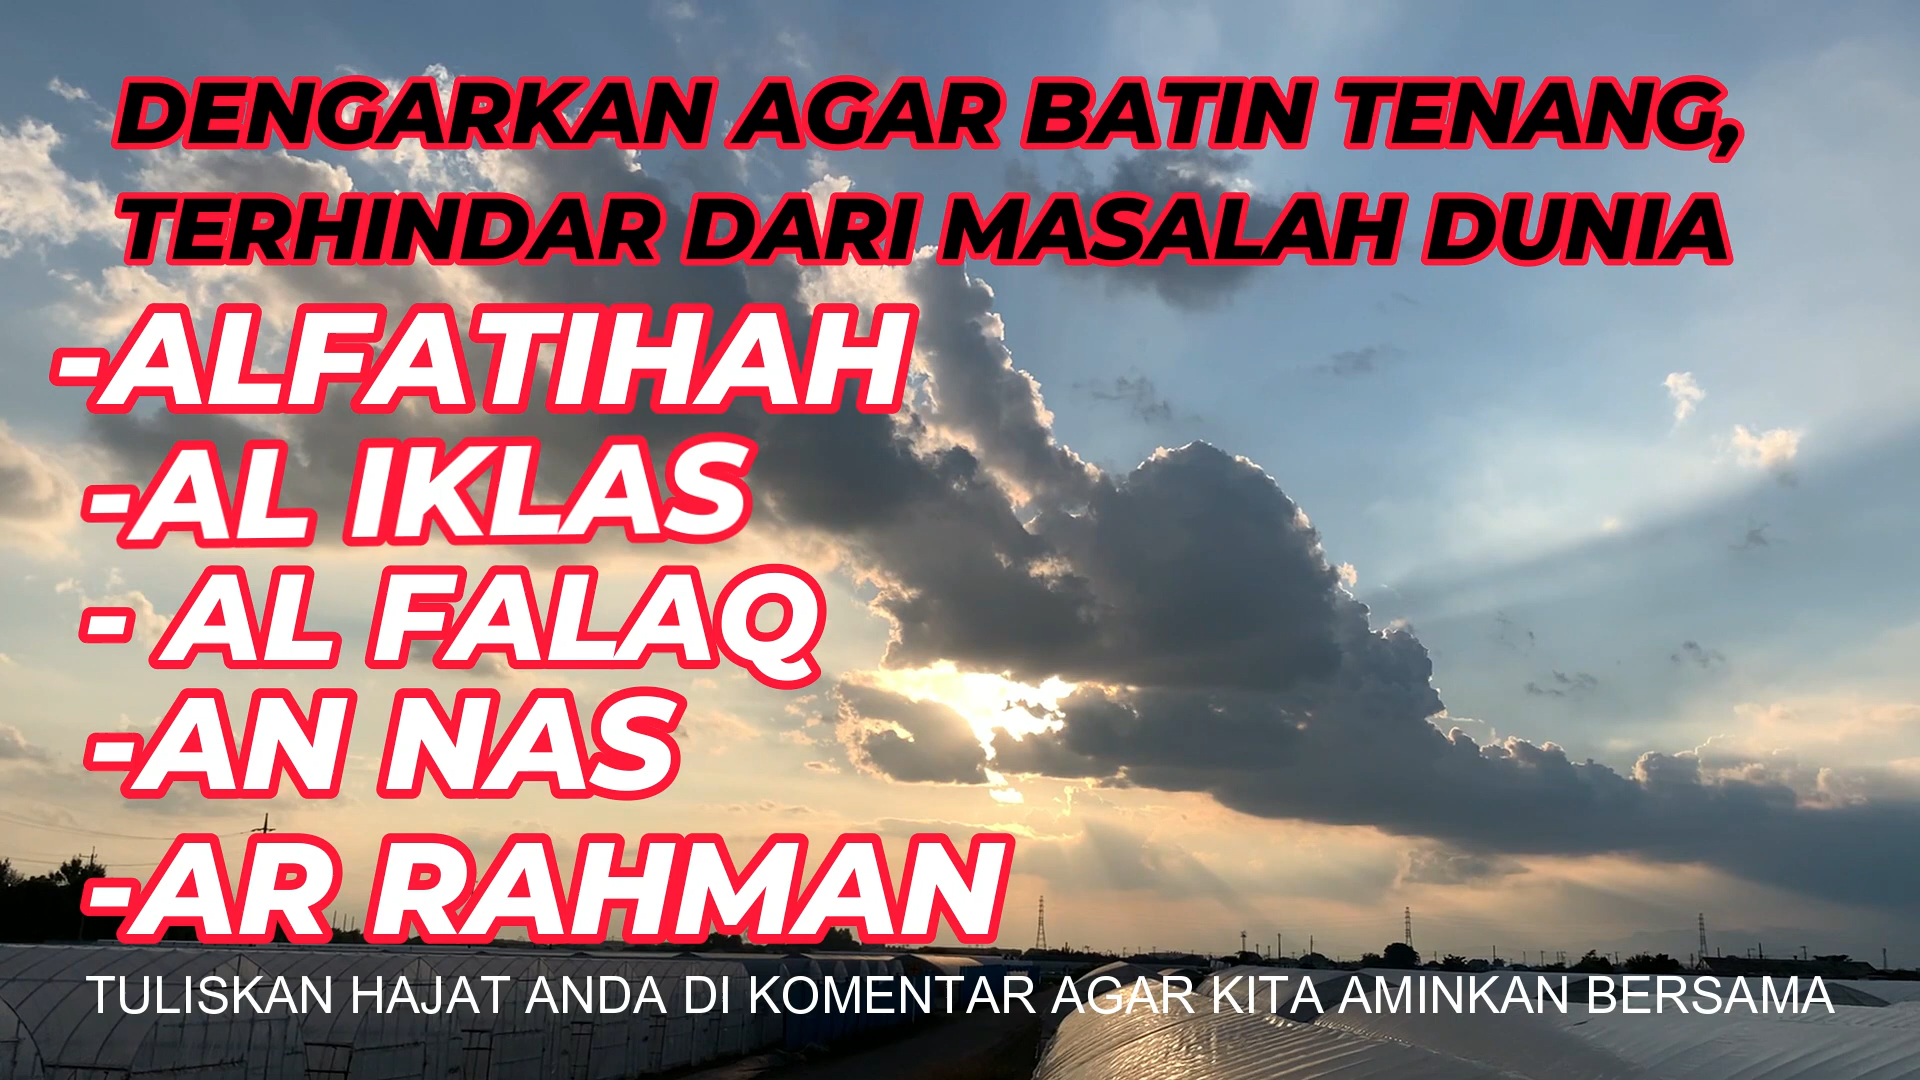 DENGARKAN AGAR BATIN TENANG,
TERHINDAR DARI MASALAH DUNIA
-ALFATIHAH
-AL IKLAS
- AL FALAQ
-AN NAS
-AR RAHMAN
TULISKAN HAJAT ANDA DI KOMENTAR AGAR KITA AMINKAN BERSAMA